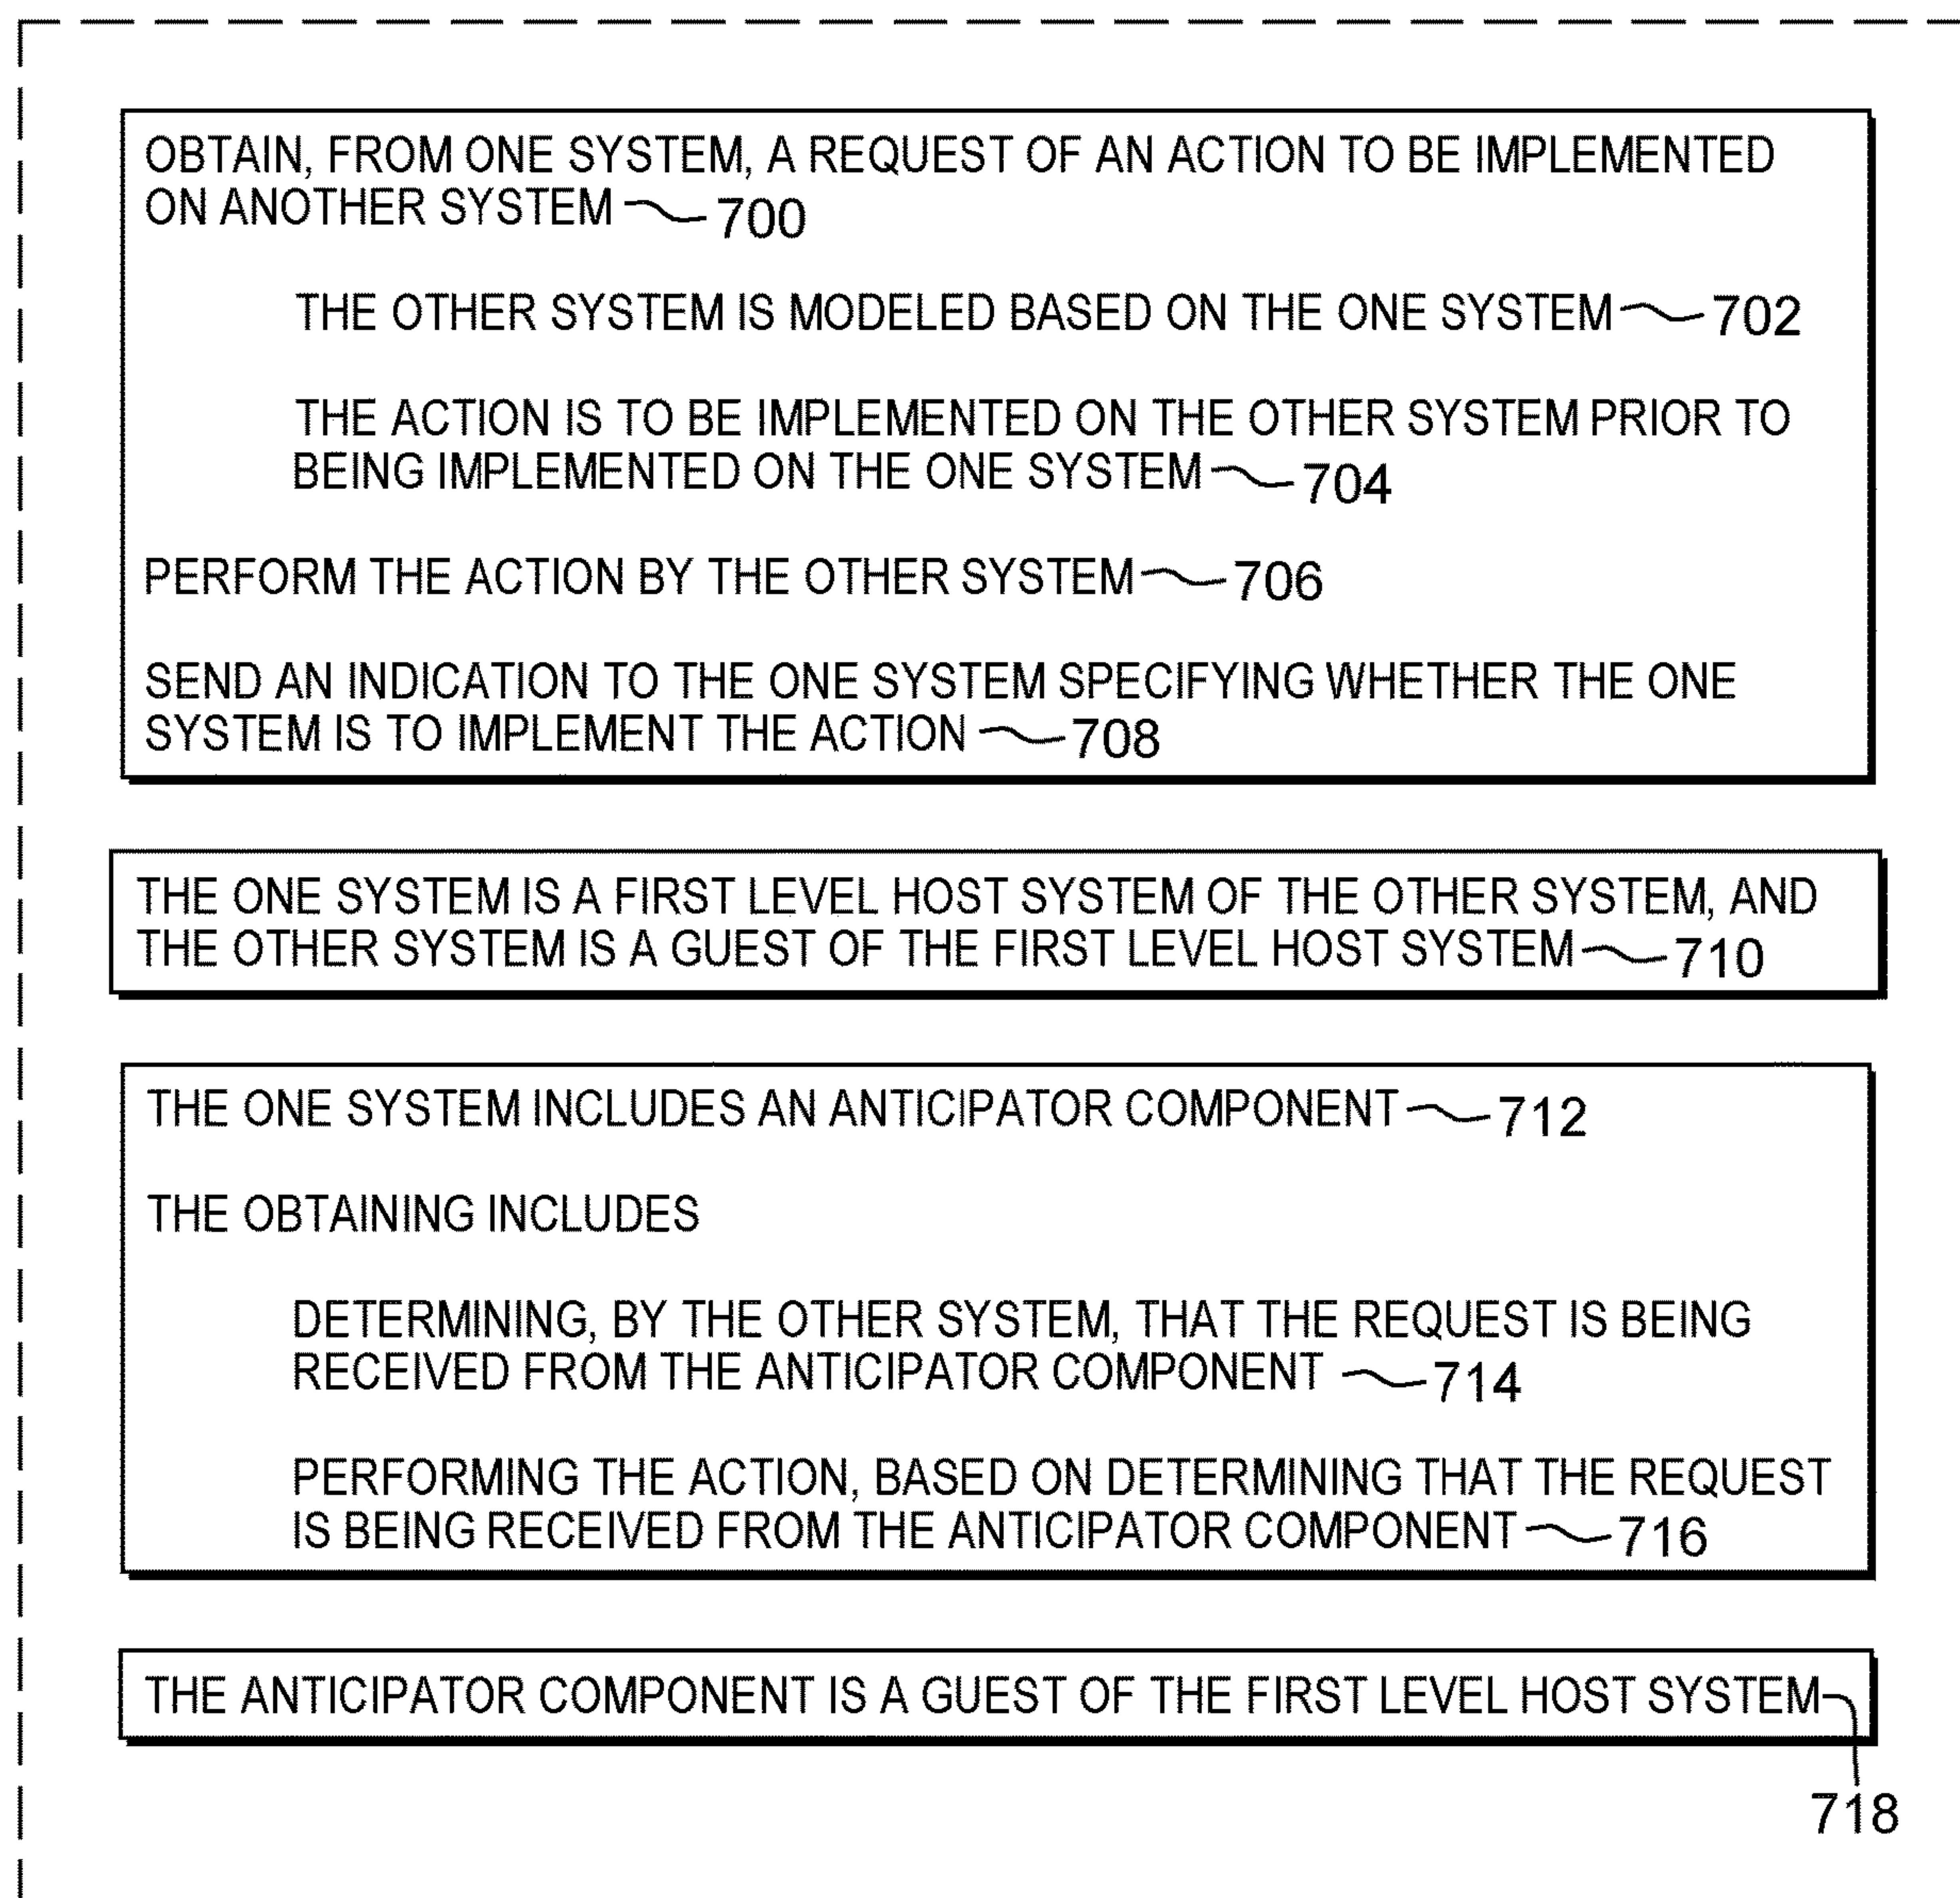 OBTAIN, FROM ONE SYSTEM, A REQUEST OF AN ACTION TO BE IMPLEMENTED
ON ANOTHER SYSTEM 700
THE OTHER SYSTEM IS MODELED BASED ON THE ONE SYSTEM 702
THE ACTION IS TO BE IMPLEMENTED ON THE OTHER SYSTEM PRIOR TO
BEING IMPLEMENTED ON THE ONE SYSTEM 704
PERFORM THE ACTION BY THE OTHER SYSTEM 706
SEND AN INDICATION TO THE ONE SYSTEM SPECIFYING WHETHER THE ONE
SYSTEM IS TO IMPLEMENT THE ACTION 708
THE ONE SYSTEM IS A FIRST LEVEL HOST SYSTEM OF THE OTHER SYSTEM, AND
THE OTHER SYSTEM IS A GUEST OF THE FIRST LEVEL HOST SYSTEM 710
THE ONE SYSTEM INCLUDES AN ANTICIPATOR COMPONENT 712
THE OBTAINING INCLUDES
DETERMINING, BY THE OTHER SYSTEM, THAT THE REQUEST IS BEING
RECEIVED FROM THE ANTICIPATOR COMPONENT 714
PERFORMING THE ACTION, BASED ON DETERMINING THAT THE REQUEST
IS BEING RECEIVED FROM THE ANTICIPATOR COMPONENT 716
THE ANTICIPATOR COMPONENT IS A GUEST OF THE FIRST LEVEL HOST SYSTEM
718